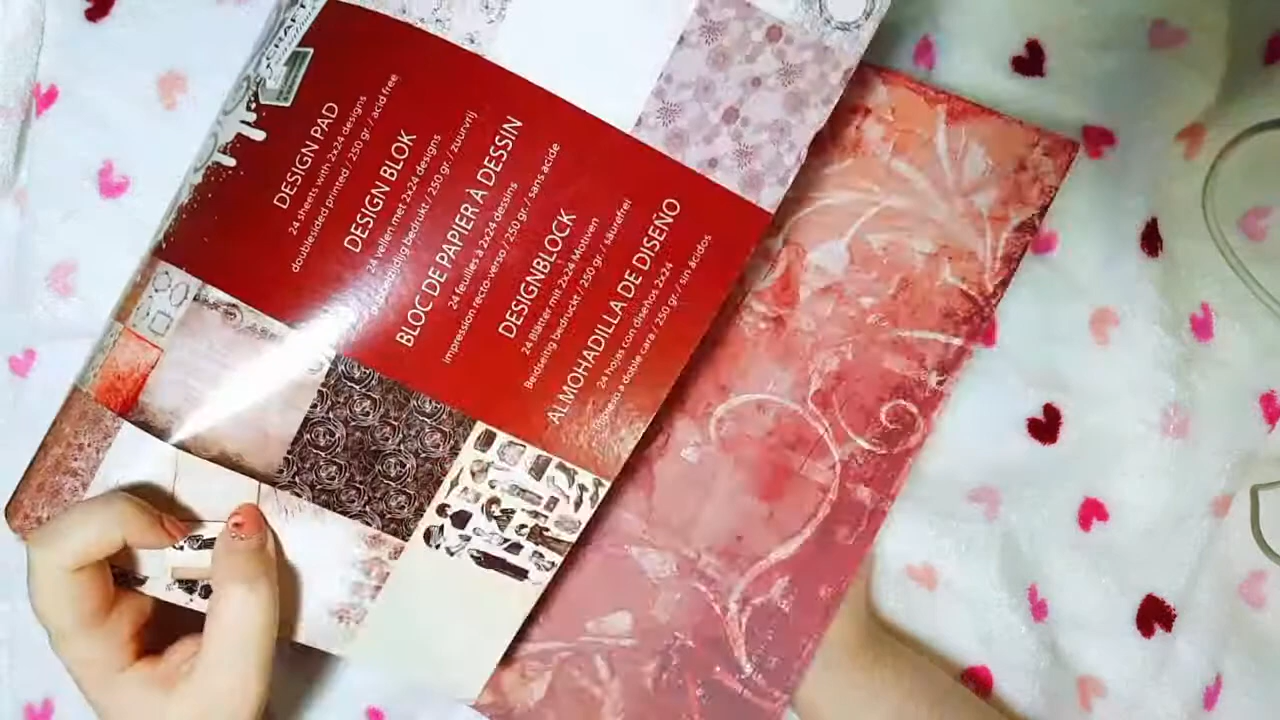 CRAFT
DESIGN PAD
24 sheets with 2x24 designs
doublesided printed / 250 gr. / acid free
DESIGN BLOK
24 vellen met 2x24 designs
dubbelzijdig bedrukt / 250 gr. / zuurvrij
BLOC DE PAPIER À DESSIN
24 feuilles à 2x24 dessins
impression recto-verso / 250 gr. / sans acide
DESIGNBLOCK
24 Blätter mit 2x24 Motiven
Beidseitig bedruckt / 250 gr. / säurefrei
ALMOHADILLA DE DISEÑO
24 hojas con diseños 2x24
a doble cara / 250 gr. / sin ácidos